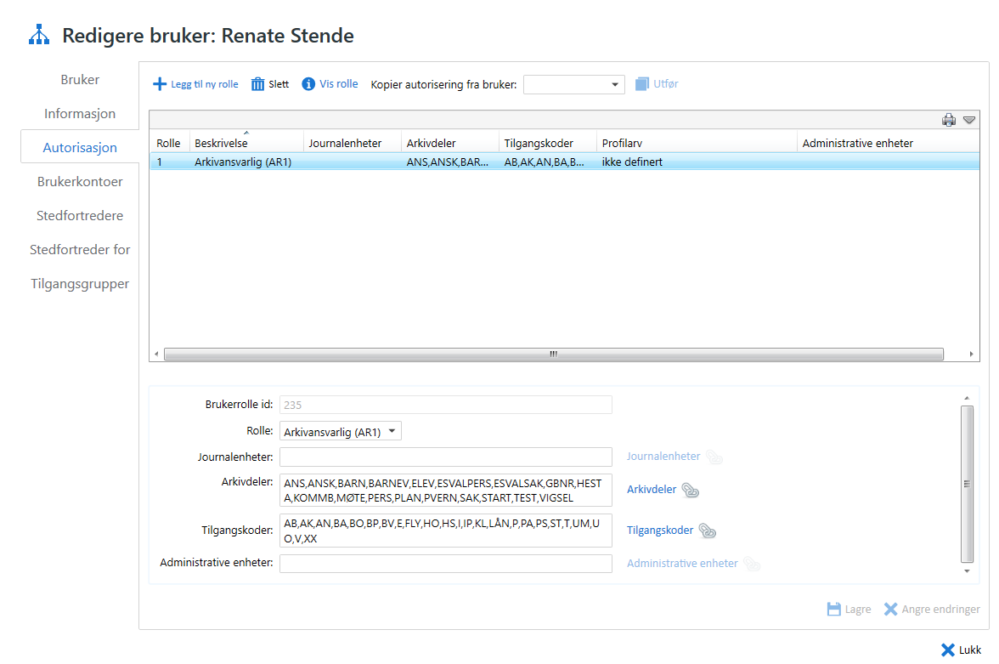 Redigere bruker: Renate Stende
Bruker
Informasjon
Autorisasjon
Brukerkontoer
Stedfortredere
Stedfortreder for
Tilgangsgrupper
Legg til ny rolle Slett Vis rolle Kopier autorisering fra bruker: Utfør
Rolle Beskrivelse Journalenheter Arkivdeler Tilgangskoder Profilarv Administrative enheter
1 Arkivansvarlig (AR1) ANS,ANSK,BAR... AB,AK,AN,BA,B... ikke definert
Brukerrolle id: 235
Rolle: Arkivansvarlig (AR1)
Journalenheter: Journalenheter
Arkivdeler: ANS,ANSK,BARN,BARNEV,ELEV,ESVALPERS,ESVALSAK,GBNR,HEST
A,KOMMB,MØTE,PERS,PLAN,PVERN,SAK,START,TEST,VIGSEL Arkivdeler
Tilgangskoder: AB,AK,AN,BA,BO,BP,BV,E,FLY,HO,HS,I,IP,KL,LÅN,P,PA,PS,ST,T,UM,U
O,V,XX Tilgangskoder
Administrative enheter: Administrative enheter
Lagre Angre endringer
Lukk